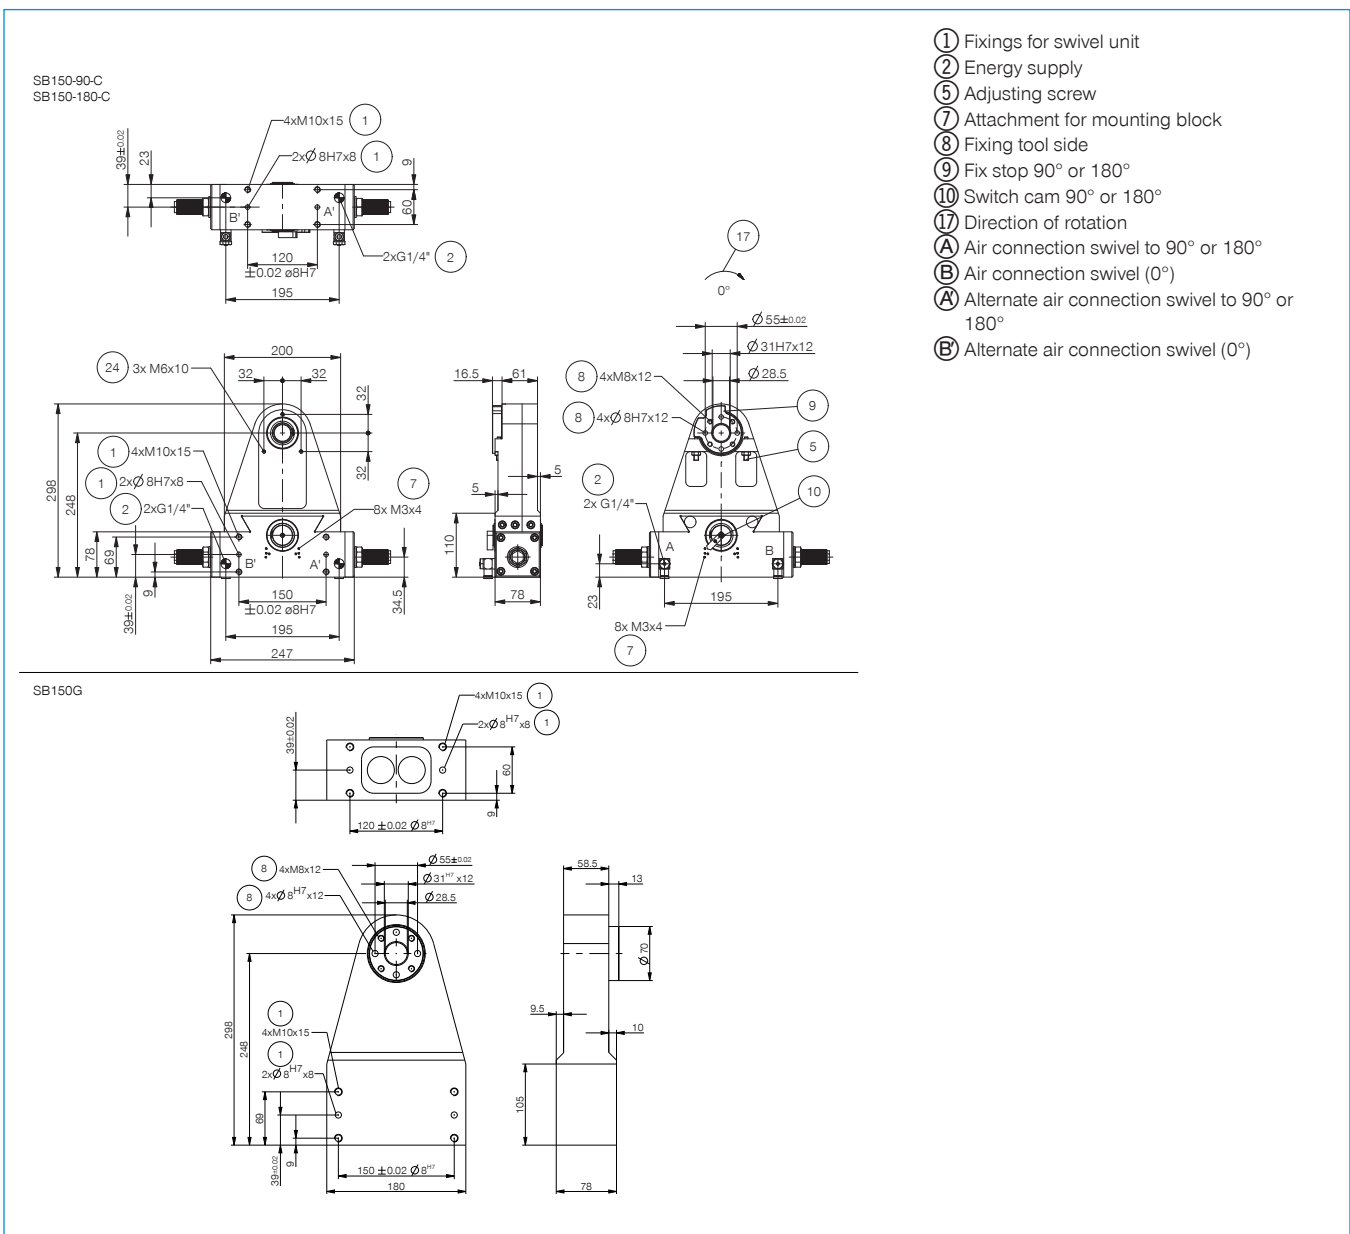 SB150-90-C
SB150-180-C
4xM10x15 1
2xØ 8H7x8 1
39±0.02
23
9
60
B' A'
2xG1/4" 2
120
±0.02 ø8H7
195
17
0°
200
24 3x M6x10
32 32
32
32
298
248
78
69
39±0.02
9
1 4xM10x15
1 2xØ 8H7x8
2 2xG1/4"
7
8x M3x4
B' A'
34.5
150
±0.02 ø8H7
195
247
16.5 61
5
5
110
78
Ø 55±0.02
Ø 31H7x12
Ø 28.5
8 4xM8x12
8 4xØ 8H7x12
9
5
10
2
2x G1/4"
A B
23
195
8x M3x4
7
SB150G
4xM10x15 1
2xØ 8H7x8 1
39±0.02
60
9
120 ±0.02 Ø 8H7
Ø 55±0.02
Ø 31H7 x12
Ø 28.5
8 4xM8x12
8 4xØ 8H7x12
298
248
1
4xM10x15
1
2xØ 8H7x8
69
39±0.02
9
150 ±0.02 Ø 8H7
180
58.5
13
Ø 70
9.5
10
105
78
1 Fixings for swivel unit
2 Energy supply
5 Adjusting screw
7 Attachment for mounting block
8 Fixing tool side
9 Fix stop 90° or 180°
10 Switch cam 90° or 180°
17 Direction of rotation
A Air connection swivel to 90° or 180°
B Air connection swivel (0°)
A' Alternate air connection swivel to 90° or
180°
B' Alternate air connection swivel (0°)